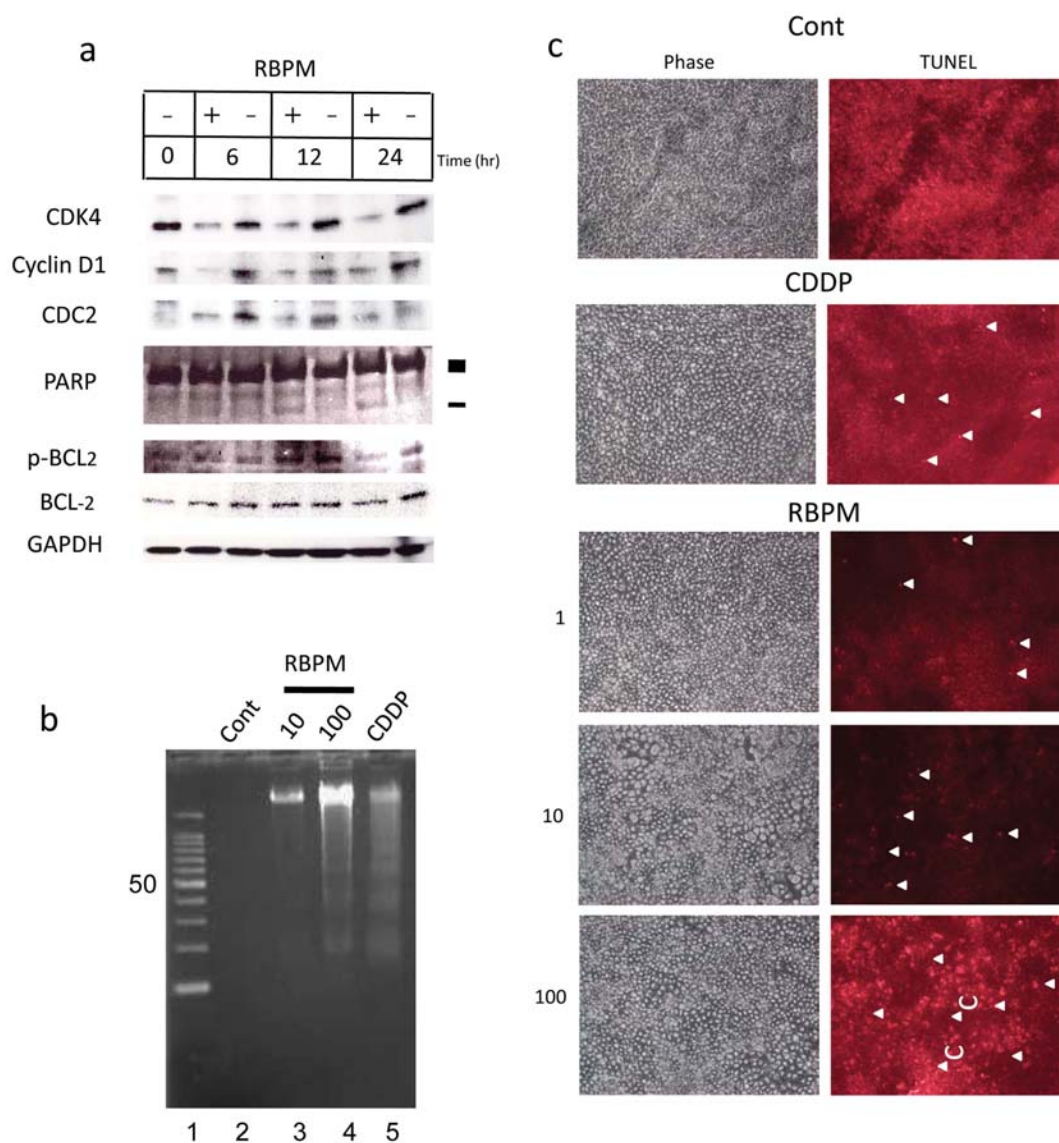 a
RBPM
- + - + - + -
0 6 12 24 Time (hr)
CDK4
Cyclin D1
CDC2
PARP
p-BCL2
BCL-2
GAPDH
b
RBPM
Cont 10 100 CDDP
50
1 2 3 4 5
c
Cont
Phase TUNEL
CDDP
RBPM
1
10
100
C
C